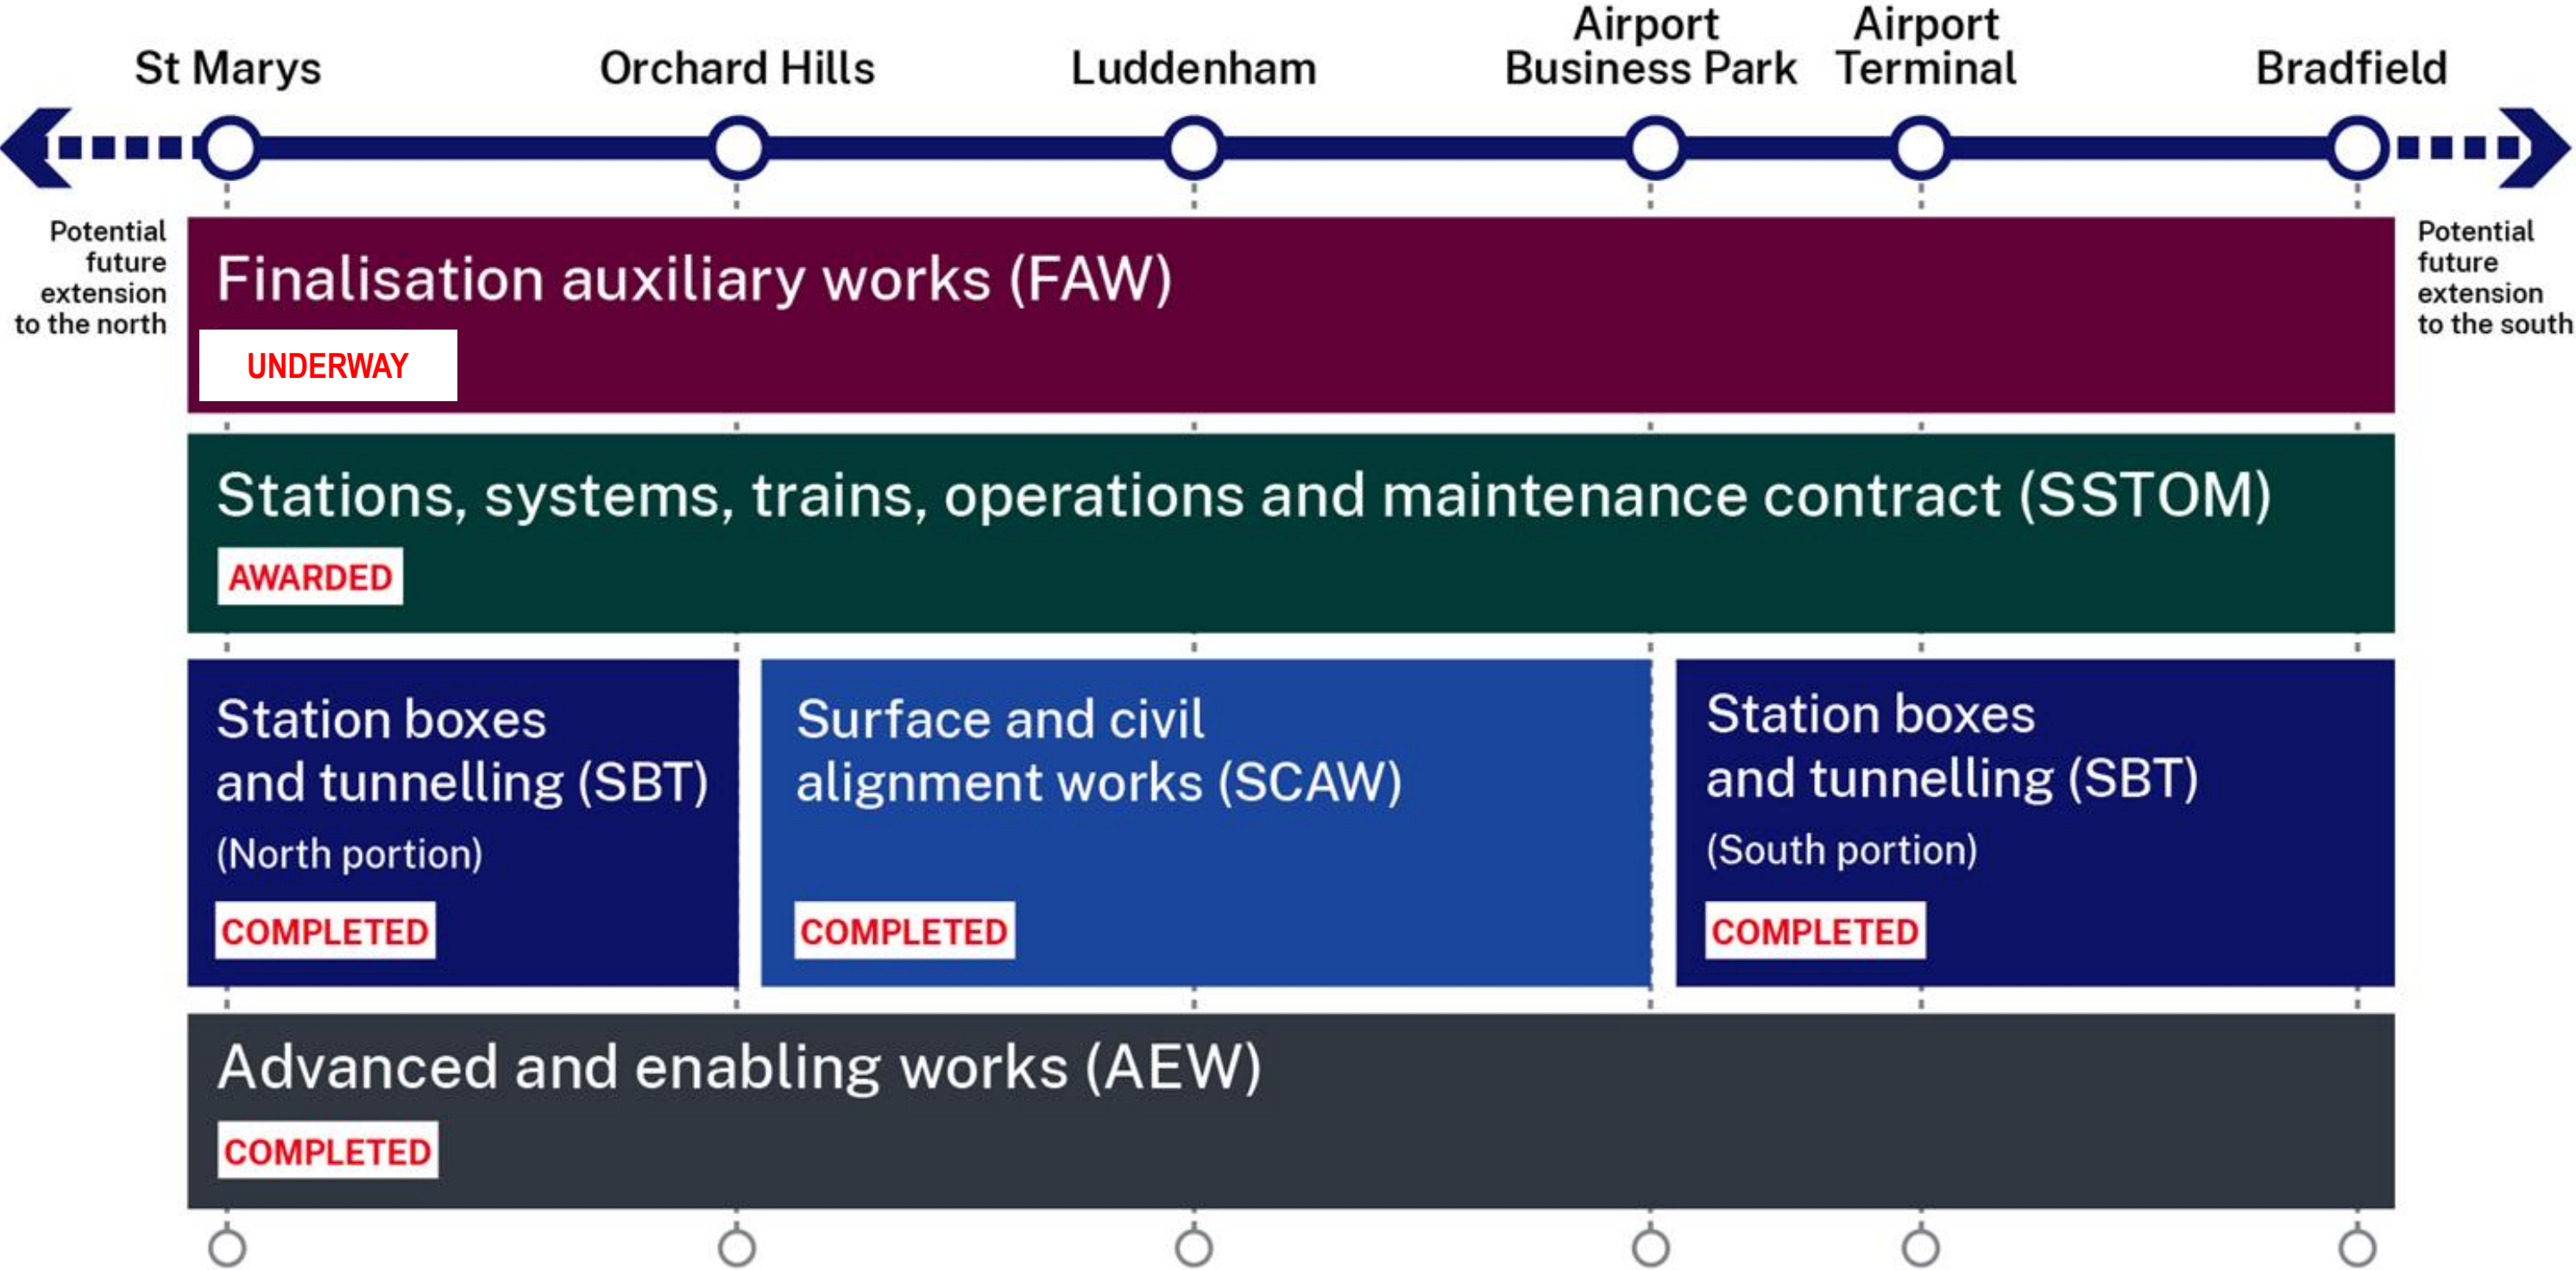 St Marys
Orchard Hills
Luddenham
Airport
Business Park
Airport
Terminal
Bradfield
Potential
future
extension
to the north
Potential
future
extension
to the south
Finalisation auxiliary works (FAW)
UNDERWAY
Stations, systems, trains, operations and maintenance contract (SSTOM)
AWARDED
Station boxes
and tunnelling (SBT)
(North portion)
COMPLETED
Surface and civil
alignment works (SCAW)
COMPLETED
Station boxes
and tunnelling (SBT)
(South portion)
COMPLETED
Advanced and enabling works (AEW)
COMPLETED